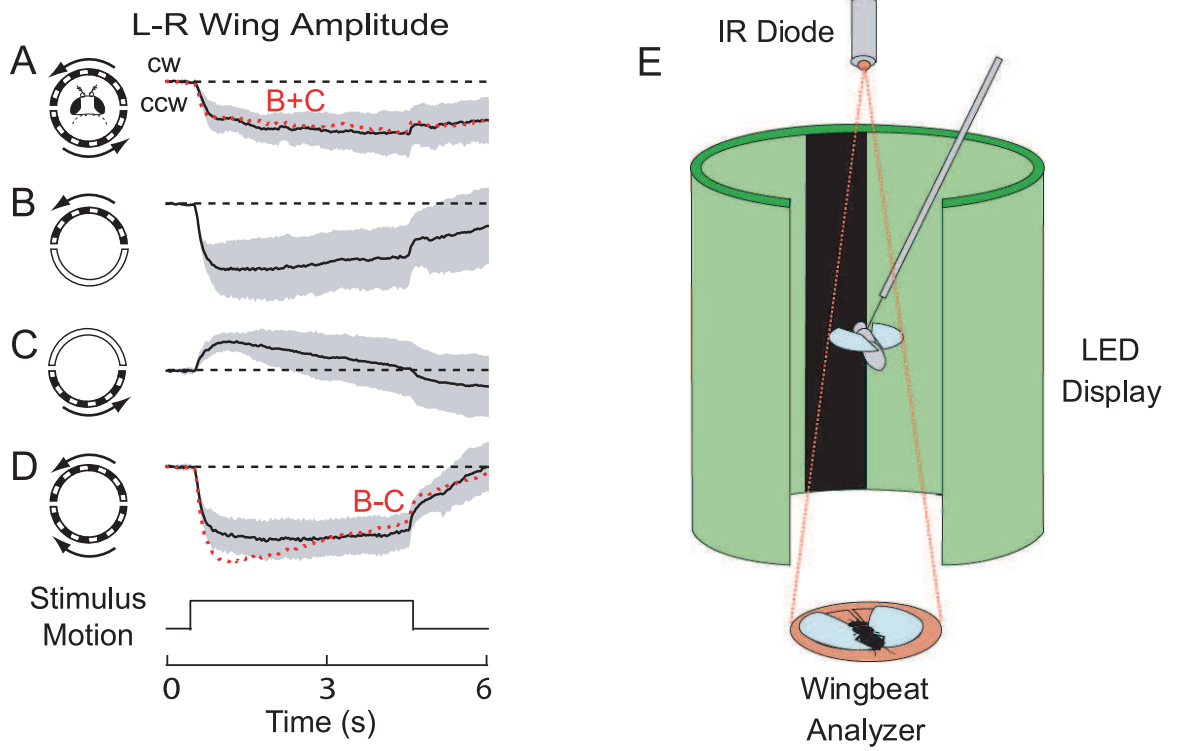 L-R Wing Amplitude
A
cw
ccw
B+C
B
C
D
B-C
Stimulus
Motion
0
3
6
Time (s)
E
IR Diode
LED
Display
Wingbeat
Analyzer